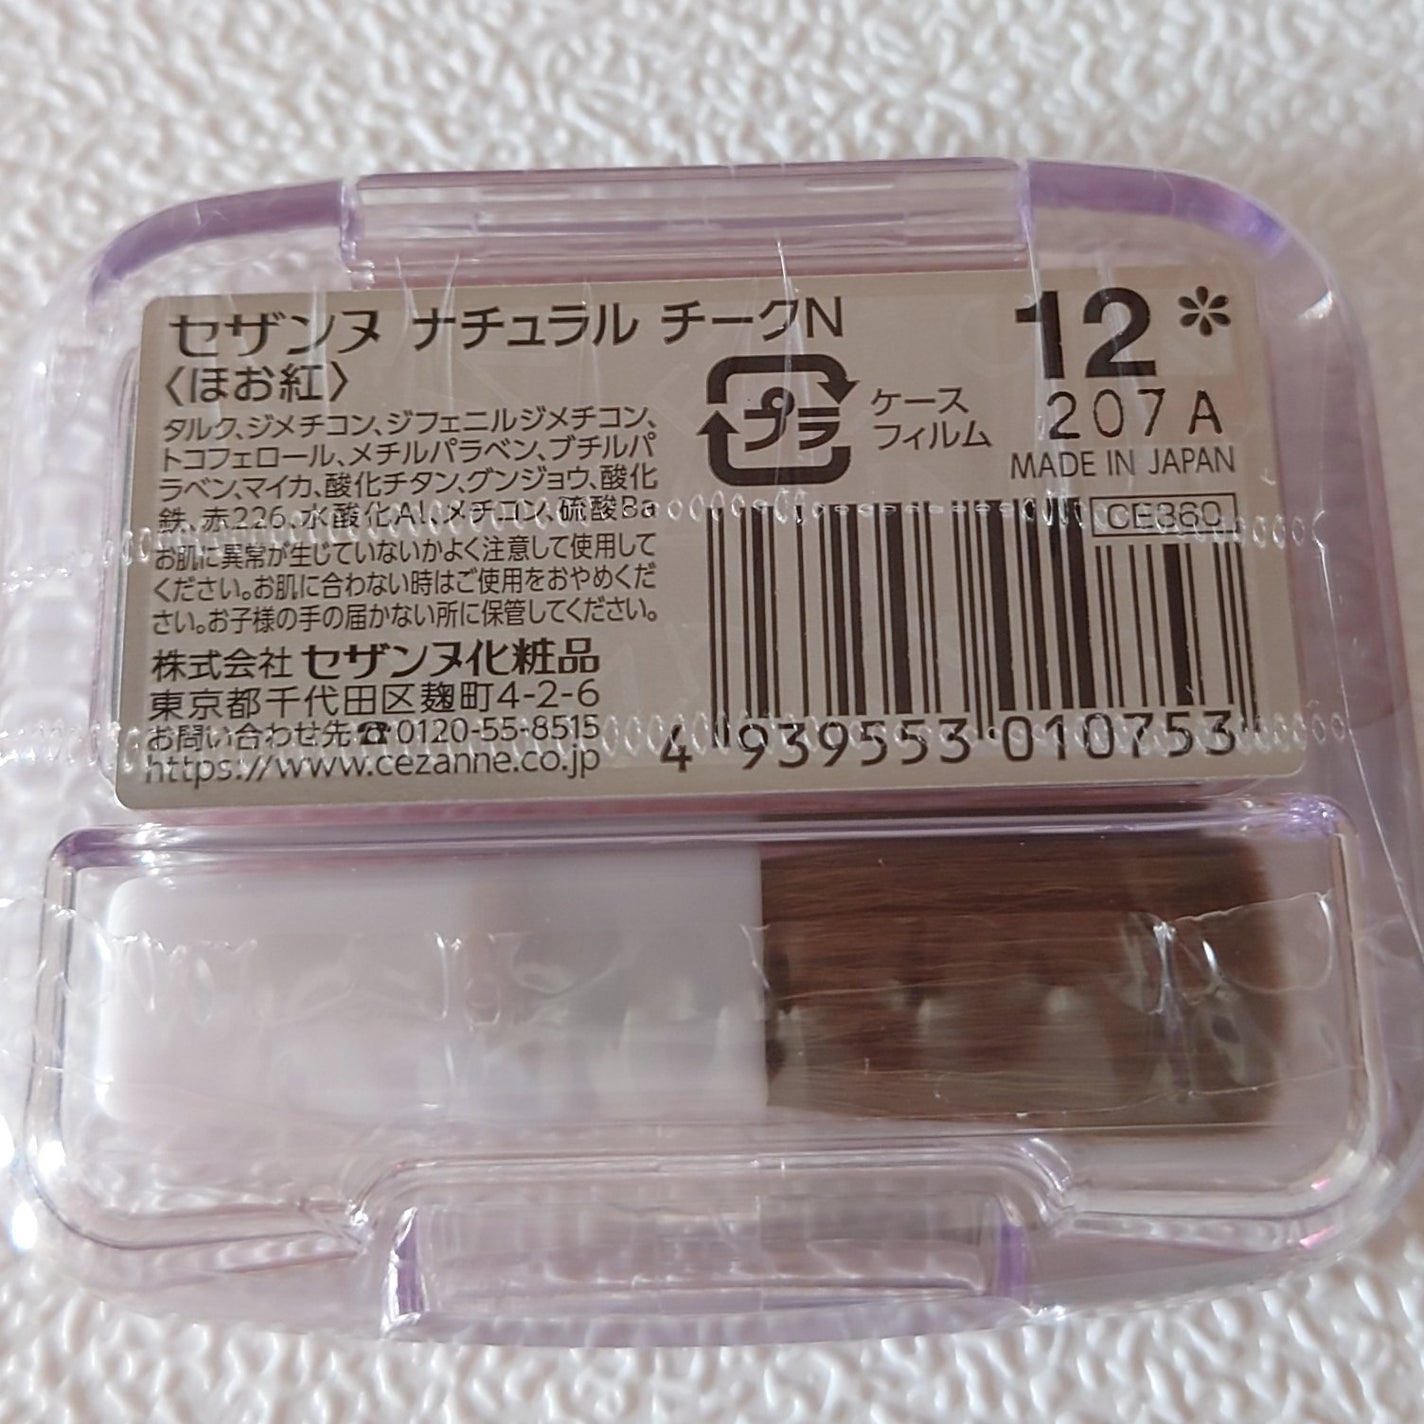 セザンヌ ナチュラル チークN
〈ほお紅〉
タルク、ジメチコン、ジフェニルジメチコン、
トコフェロール、メチルパラベン、ブチルパ
ラベン、マイカ、酸化チタン、グンジョウ、酸化
鉄、赤226、水酸化Al、メチコン、硫酸Ba
お肌に異常が生じていないかよく注意して使用して
ください。お肌に合わない時はご使用をおやめくだ
さい。お子様の手の届かない所に保管してください。
株式会社 セザンヌ化粧品
東京都千代田区麹町4-2-6
お問い合わせ先☎0120-55-8515
https://www.cezanne.co.jp
プラ
ケース
フィルム
12*
207A
MADE IN JAPAN
CE360
4 939553 010753